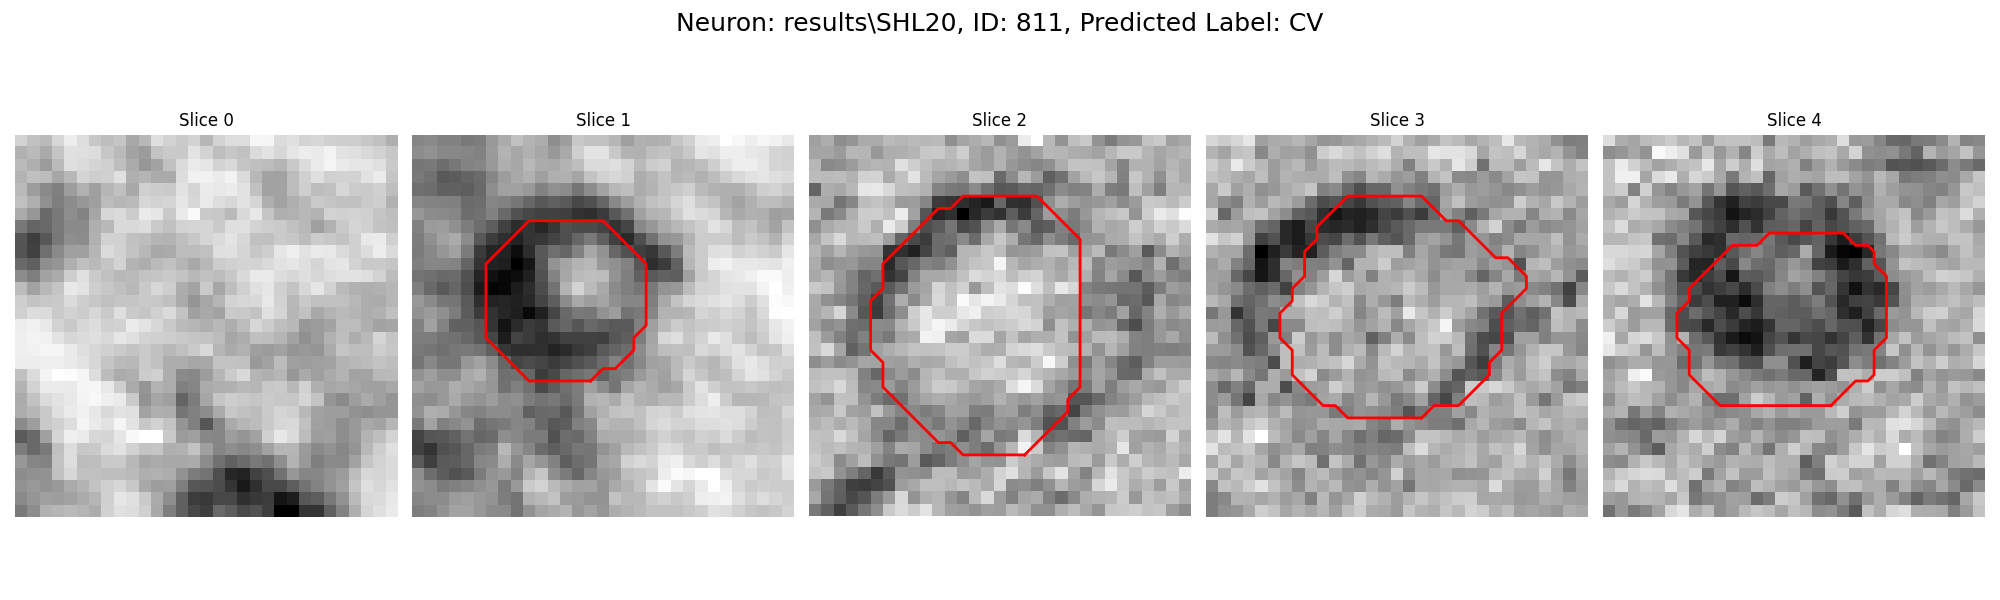 Neuron: results\SHL20, ID: 811, Predicted Label: CV
Slice 0
Slice 1
Slice 2
Slice 3
Slice 4